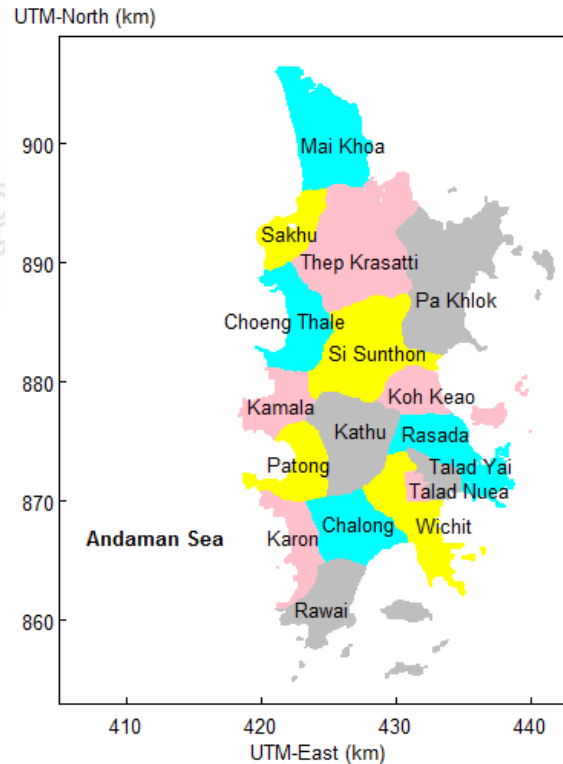 UTM-North (km)
900
Mai Khoa
Sakhu
890
Thep Krasatti
Pa Khlok
Choeng Thale
Si Sunthon
880
Koh Keao
Kamala
Kathu
Rasada
Patong
Talad Yai
870
Talad Nuea
Chalong
Wichit
Andaman Sea
Karon
860
Rawai
410
420
430
440
UTM-East (km)